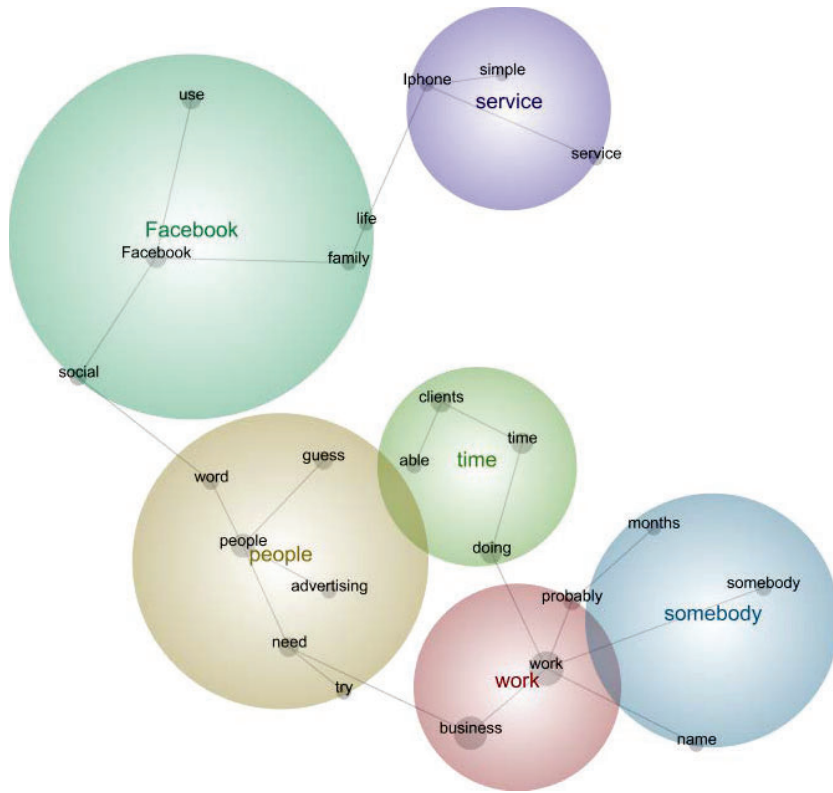 Iphone
simple
service
service
use
life
Facebook
Facebook
family
social
clients
time
guess
able
time
word
people
people
doing
months
advertising
somebody
probably
somebody
need
work
try
work
business
name